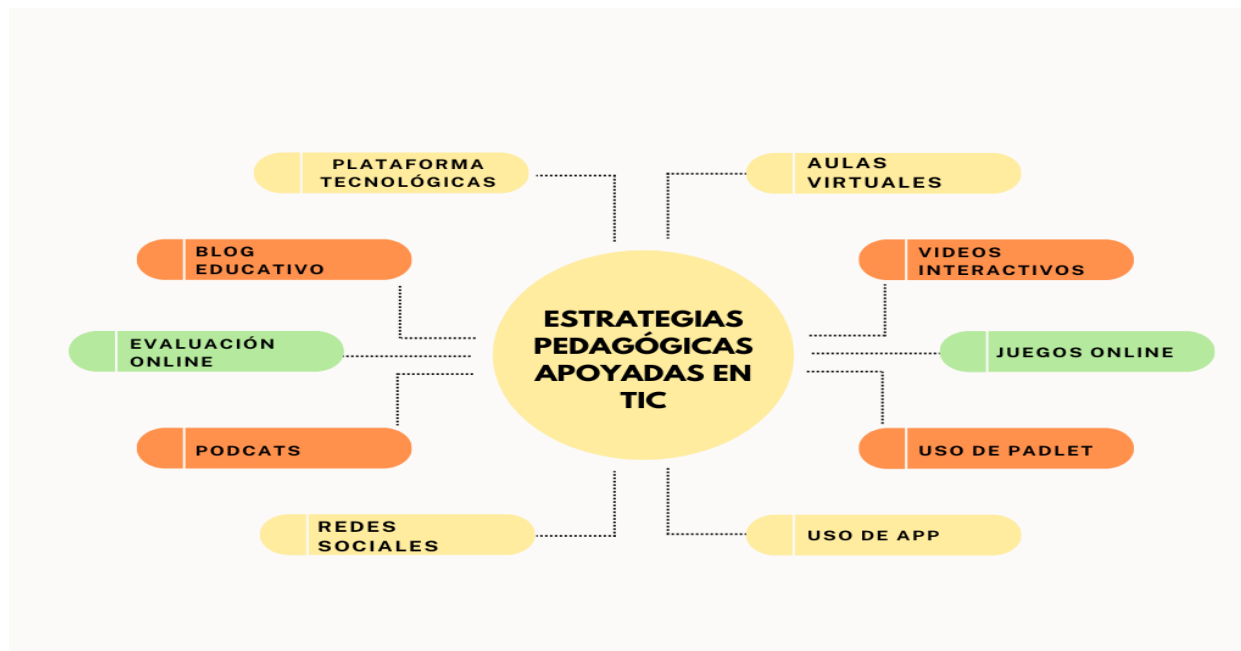 PLATAFORMA
TECNOLÓGICAS
AULAS
VIRTUALES
BLOG
EDUCATIVO
VIDEOS
INTERACTIVOS
ESTRATEGIAS
PEDAGÓGICAS
APOYADAS EN
TIC
EVALUACIÓN
ONLINE
JUEGOS ONLINE
PODCATS
USO DE PADLET
REDES
SOCIALES
USO DE APP